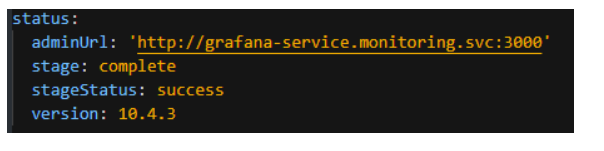 status:
  adminUrl: 'http://grafana-service.monitoring.svc:3000'
  stage: complete
  stageStatus: success
  version: 10.4.3